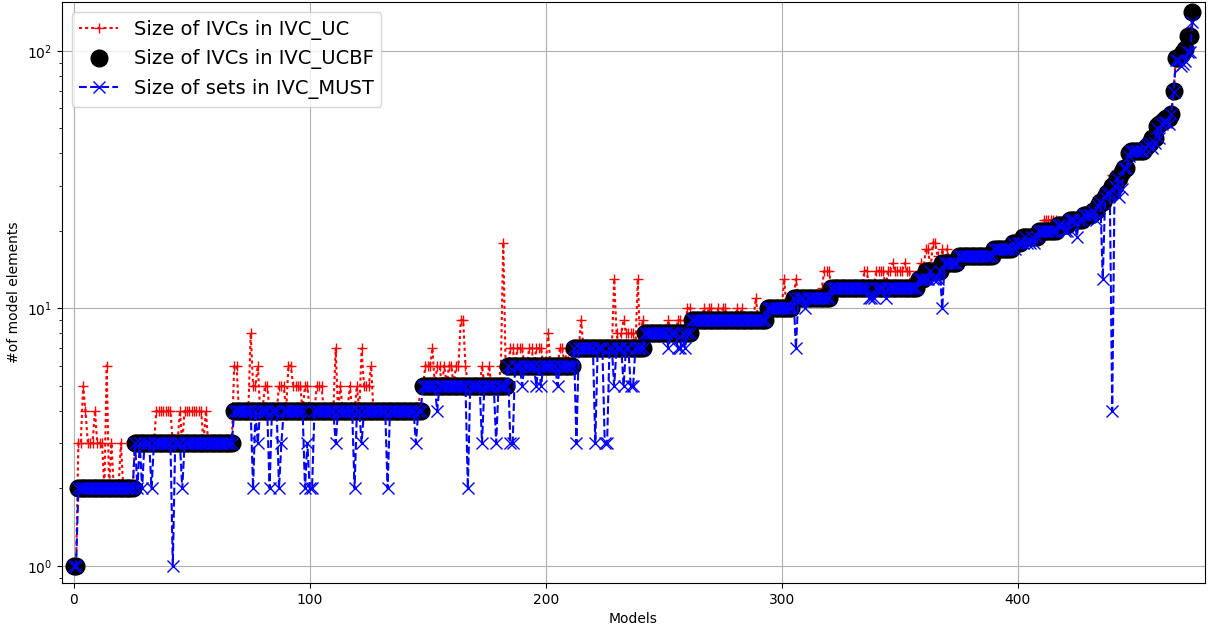 Size of IVCs in IVC_UC
Size of IVCs in IVC_UCBF
Size of sets in IVC_MUST
10²
10¹
10⁰
#of model elements
0
100
200
300
400
Models